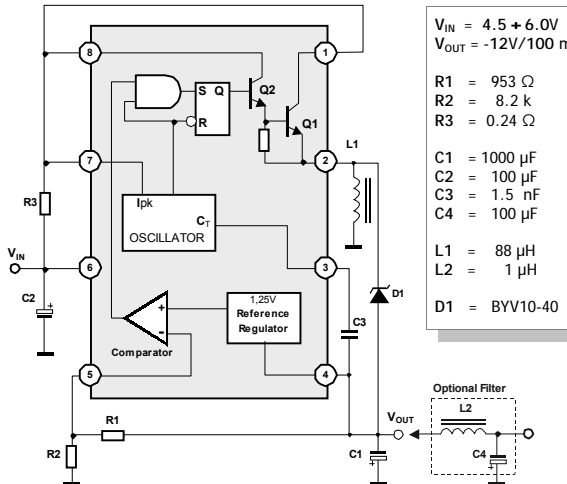 8
1
S
Q
Q2
R
Q1
L1
2
7
Ipk
CT
OSCILLATOR
R3
VIN
6
3
C2
+
1,25V
Reference
Regulator
+
-
Comparator
C3
D1
5
4
R1
R2
VOUT
C1
+
Optional Filter
L2
C4
+
VIN = 4.5 ÷ 6.0V
VOUT = -12V/100 m
R1 = 953 Ω
R2 = 8.2 k
R3 = 0.24 Ω
C1 = 1000 µF
C2 = 100 µF
C3 = 1.5 nF
C4 = 100 µF
L1 = 88 µH
L2 = 1 µH
D1 = BYV10-40